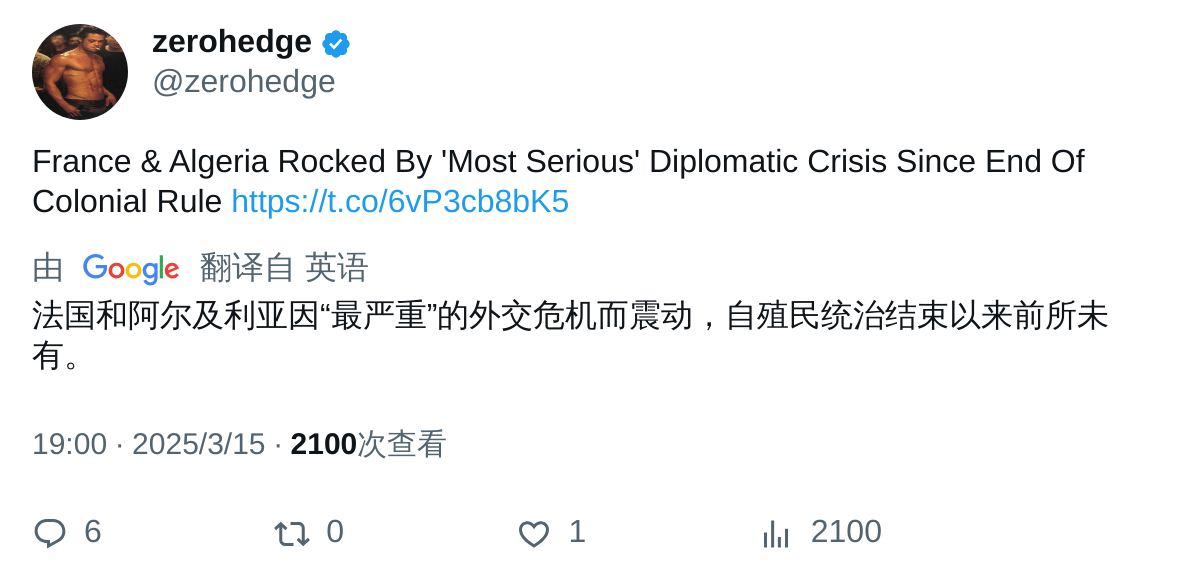 zerohedge
@zerohedge
France & Algeria Rocked By 'Most Serious' Diplomatic Crisis Since End Of
Colonial Rule https://t.co/6vP3cb8bK5
由 Google 翻译自 英语
法国和阿尔及利亚因“最严重”的外交危机而震动，自殖民统治结束以来前所未
有。
19:00 · 2025/3/15 · 2100次查看
6 0 1 2100